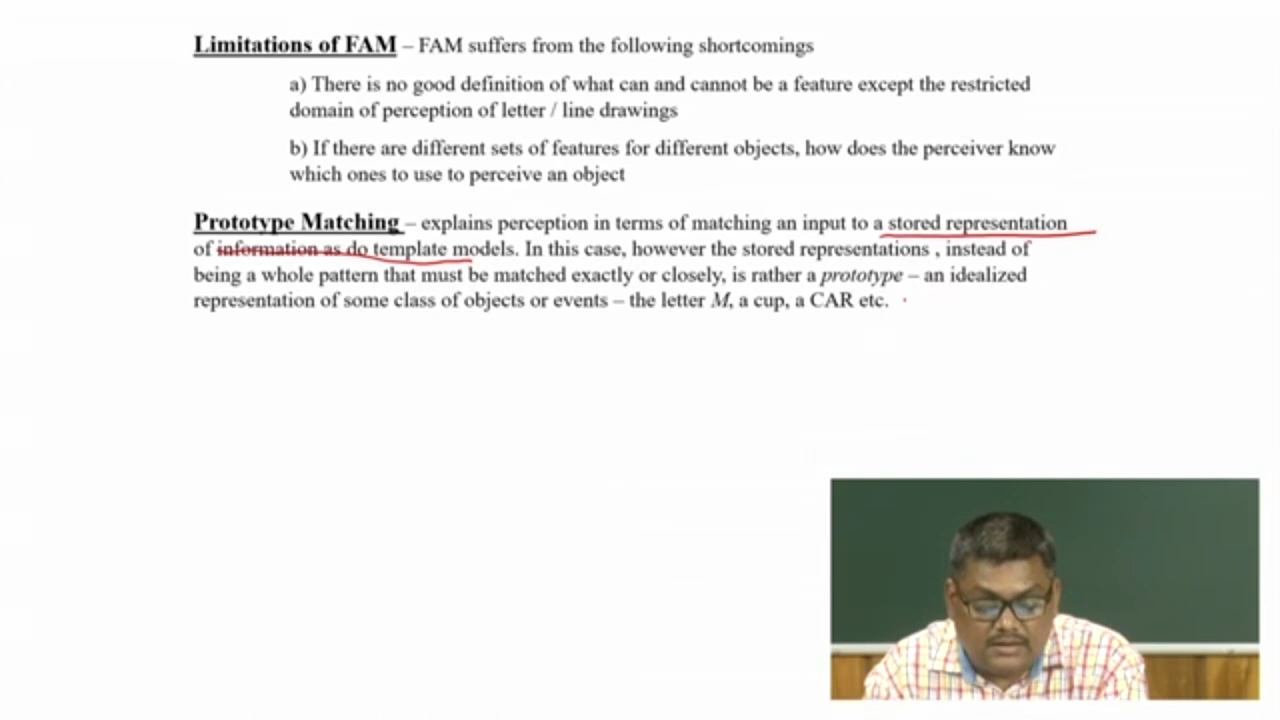 Limitations of FAM – FAM suffers from the following shortcomings
a) There is no good definition of what can and cannot be a feature except the restricted
domain of perception of letter / line drawings
b) If there are different sets of features for different objects, how does the perceiver know
which ones to use to perceive an object
Prototype Matching – explains perception in terms of matching an input to a stored representation
of information as do template models. In this case, however the stored representations , instead of
being a whole pattern that must be matched exactly or closely, is rather a prototype – an idealized
representation of some class of objects or events – the letter M, a cup, a CAR etc.